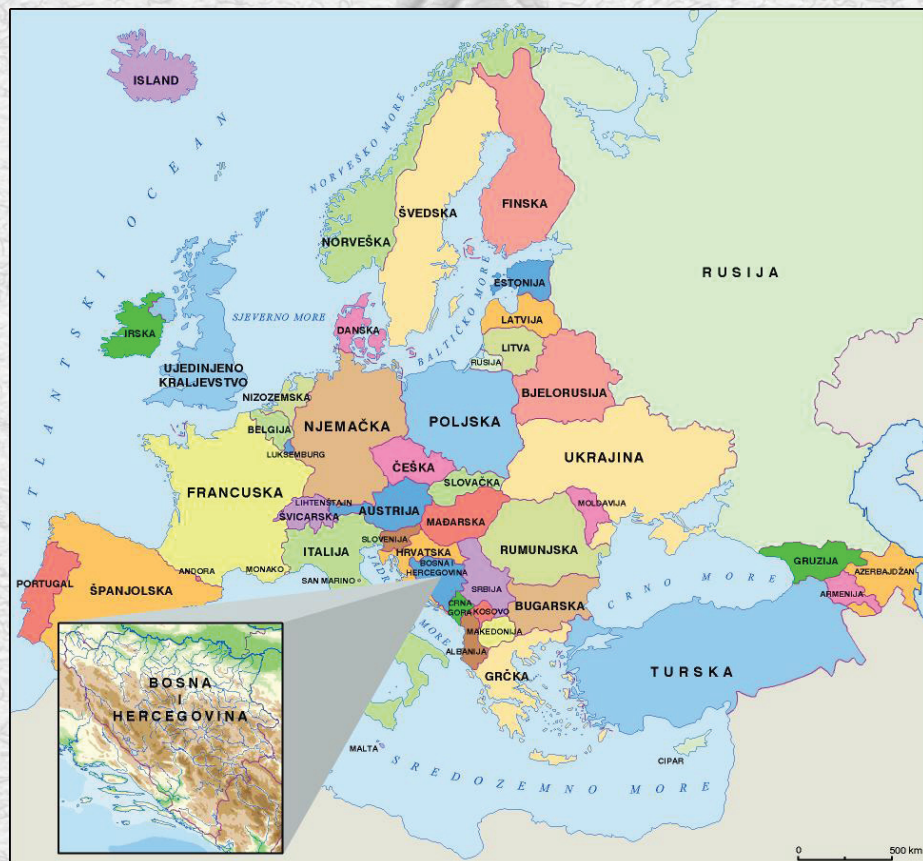 ISLAND
ATLANTSKI OCEAN
NORVEŠKO MORE
FINSKA
ŠVEDSKA
NORVEŠKA
RUSIJA
ESTONIJA
BALTIČKO MORE
SJEVERNO MORE
LATVIJA
DANSKA
IRSKA
LITVA
RUSIJA
UJEDINJENO
KRALJEVSTVO
BJELORUSIJA
NIZOZEMSKA
POLJSKA
NJEMAČKA
BELGIJA
LUKSEMBURG
UKRAJINA
ČEŠKA
SLOVAČKA
FRANCUSKA
LIHTENŠTAJN
MOLDAVIJA
AUSTRIJA
ŠVICARSKA
MAĐARSKA
SLOVENIJA
RUMUNJSKA
ITALIJA
HRVATSKA
BOSNA I
HERCEGOVINA
GRUZIJA
ANDORA
MONAKO
AZERBAJDŽAN
SAN MARINO
JADR
MORE
PORTUGAL
ŠPANJOLSKA
SRBIJA
ARMENIJA
CRNO MORE
CRNA
GORA
KOSOVO
BUGARSKA
MAKEDONIJA
ALBANIJA
GRČKA
TURSKA
BOSNA
I
HERCEGOVINA
MALTA
CIPAR
SREDOZEMNO MORE
0 500 km